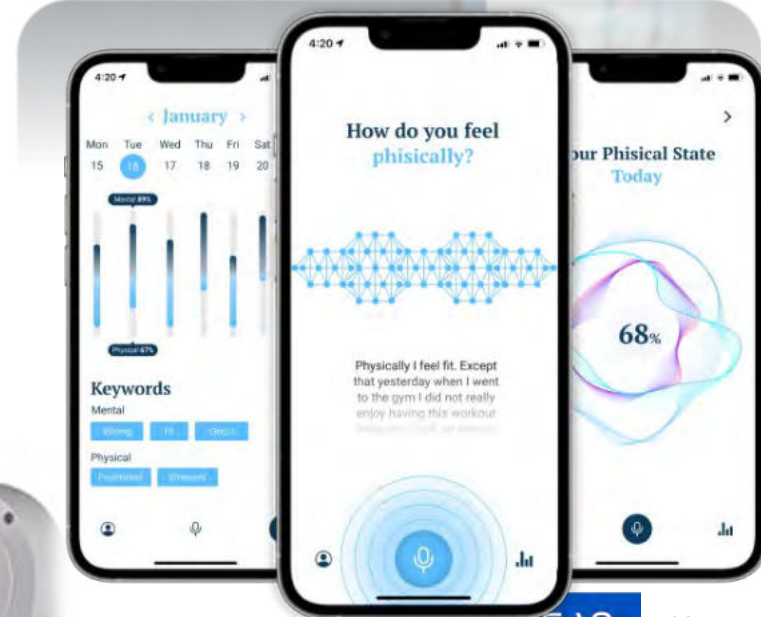 4:20
January
Mon Tue Wed Thu Fri Sat
15 16 17 18 19 20
Mental 89%
Physical 67%
Keywords
Mental
Strong Fit
Physical
4:20
How do you feel
phisically?
Physically I feel fit. Except
that yesterday when I went
to the gym I did not really
enjoy having this workout
our Phisical State
Today
68%